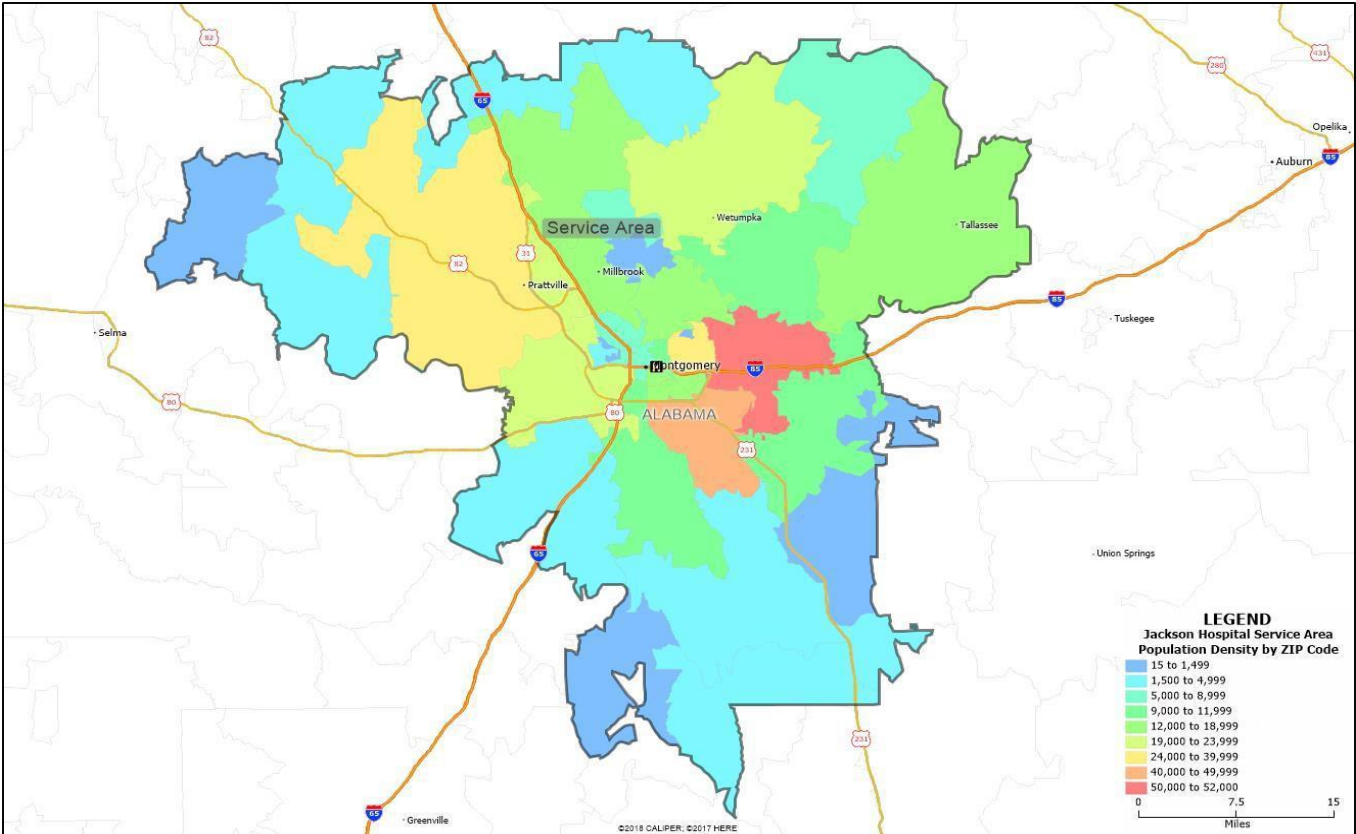 82
65
280
431
Opelika
85
Auburn
Wetumpka
Tallassee
Service Area
31
82
Millbrook
Prattville
85
Tuskegee
Selma
Montgomery
85
80
80
ALABAMA
231
65
Union Springs
LEGEND
Jackson Hospital Service Area
Population Density by ZIP Code
15 to 1,499
1,500 to 4,999
5,000 to 8,999
9,000 to 11,999
12,000 to 18,999
19,000 to 23,999
24,000 to 39,999
40,000 to 49,999
50,000 to 52,000
231
0 7.5 15
Miles
65
Greenville
©2018 CALIPER; ©2017 HERE